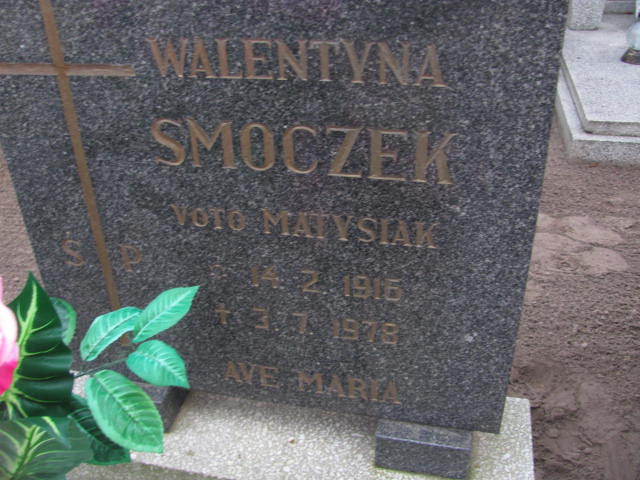 WALENTYNA
SMOCZEK
VOTO MATYSIAK
Ś P
* 14 2 1916
✝ 3. 7 1978
AVE MARIA